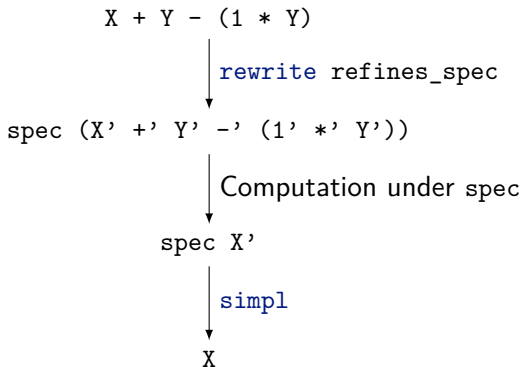 X + Y - (1 * Y)
rewrite refines_spec
spec (X' +' Y' -' (1' *' Y'))
Computation under spec
spec X'
simpl
X